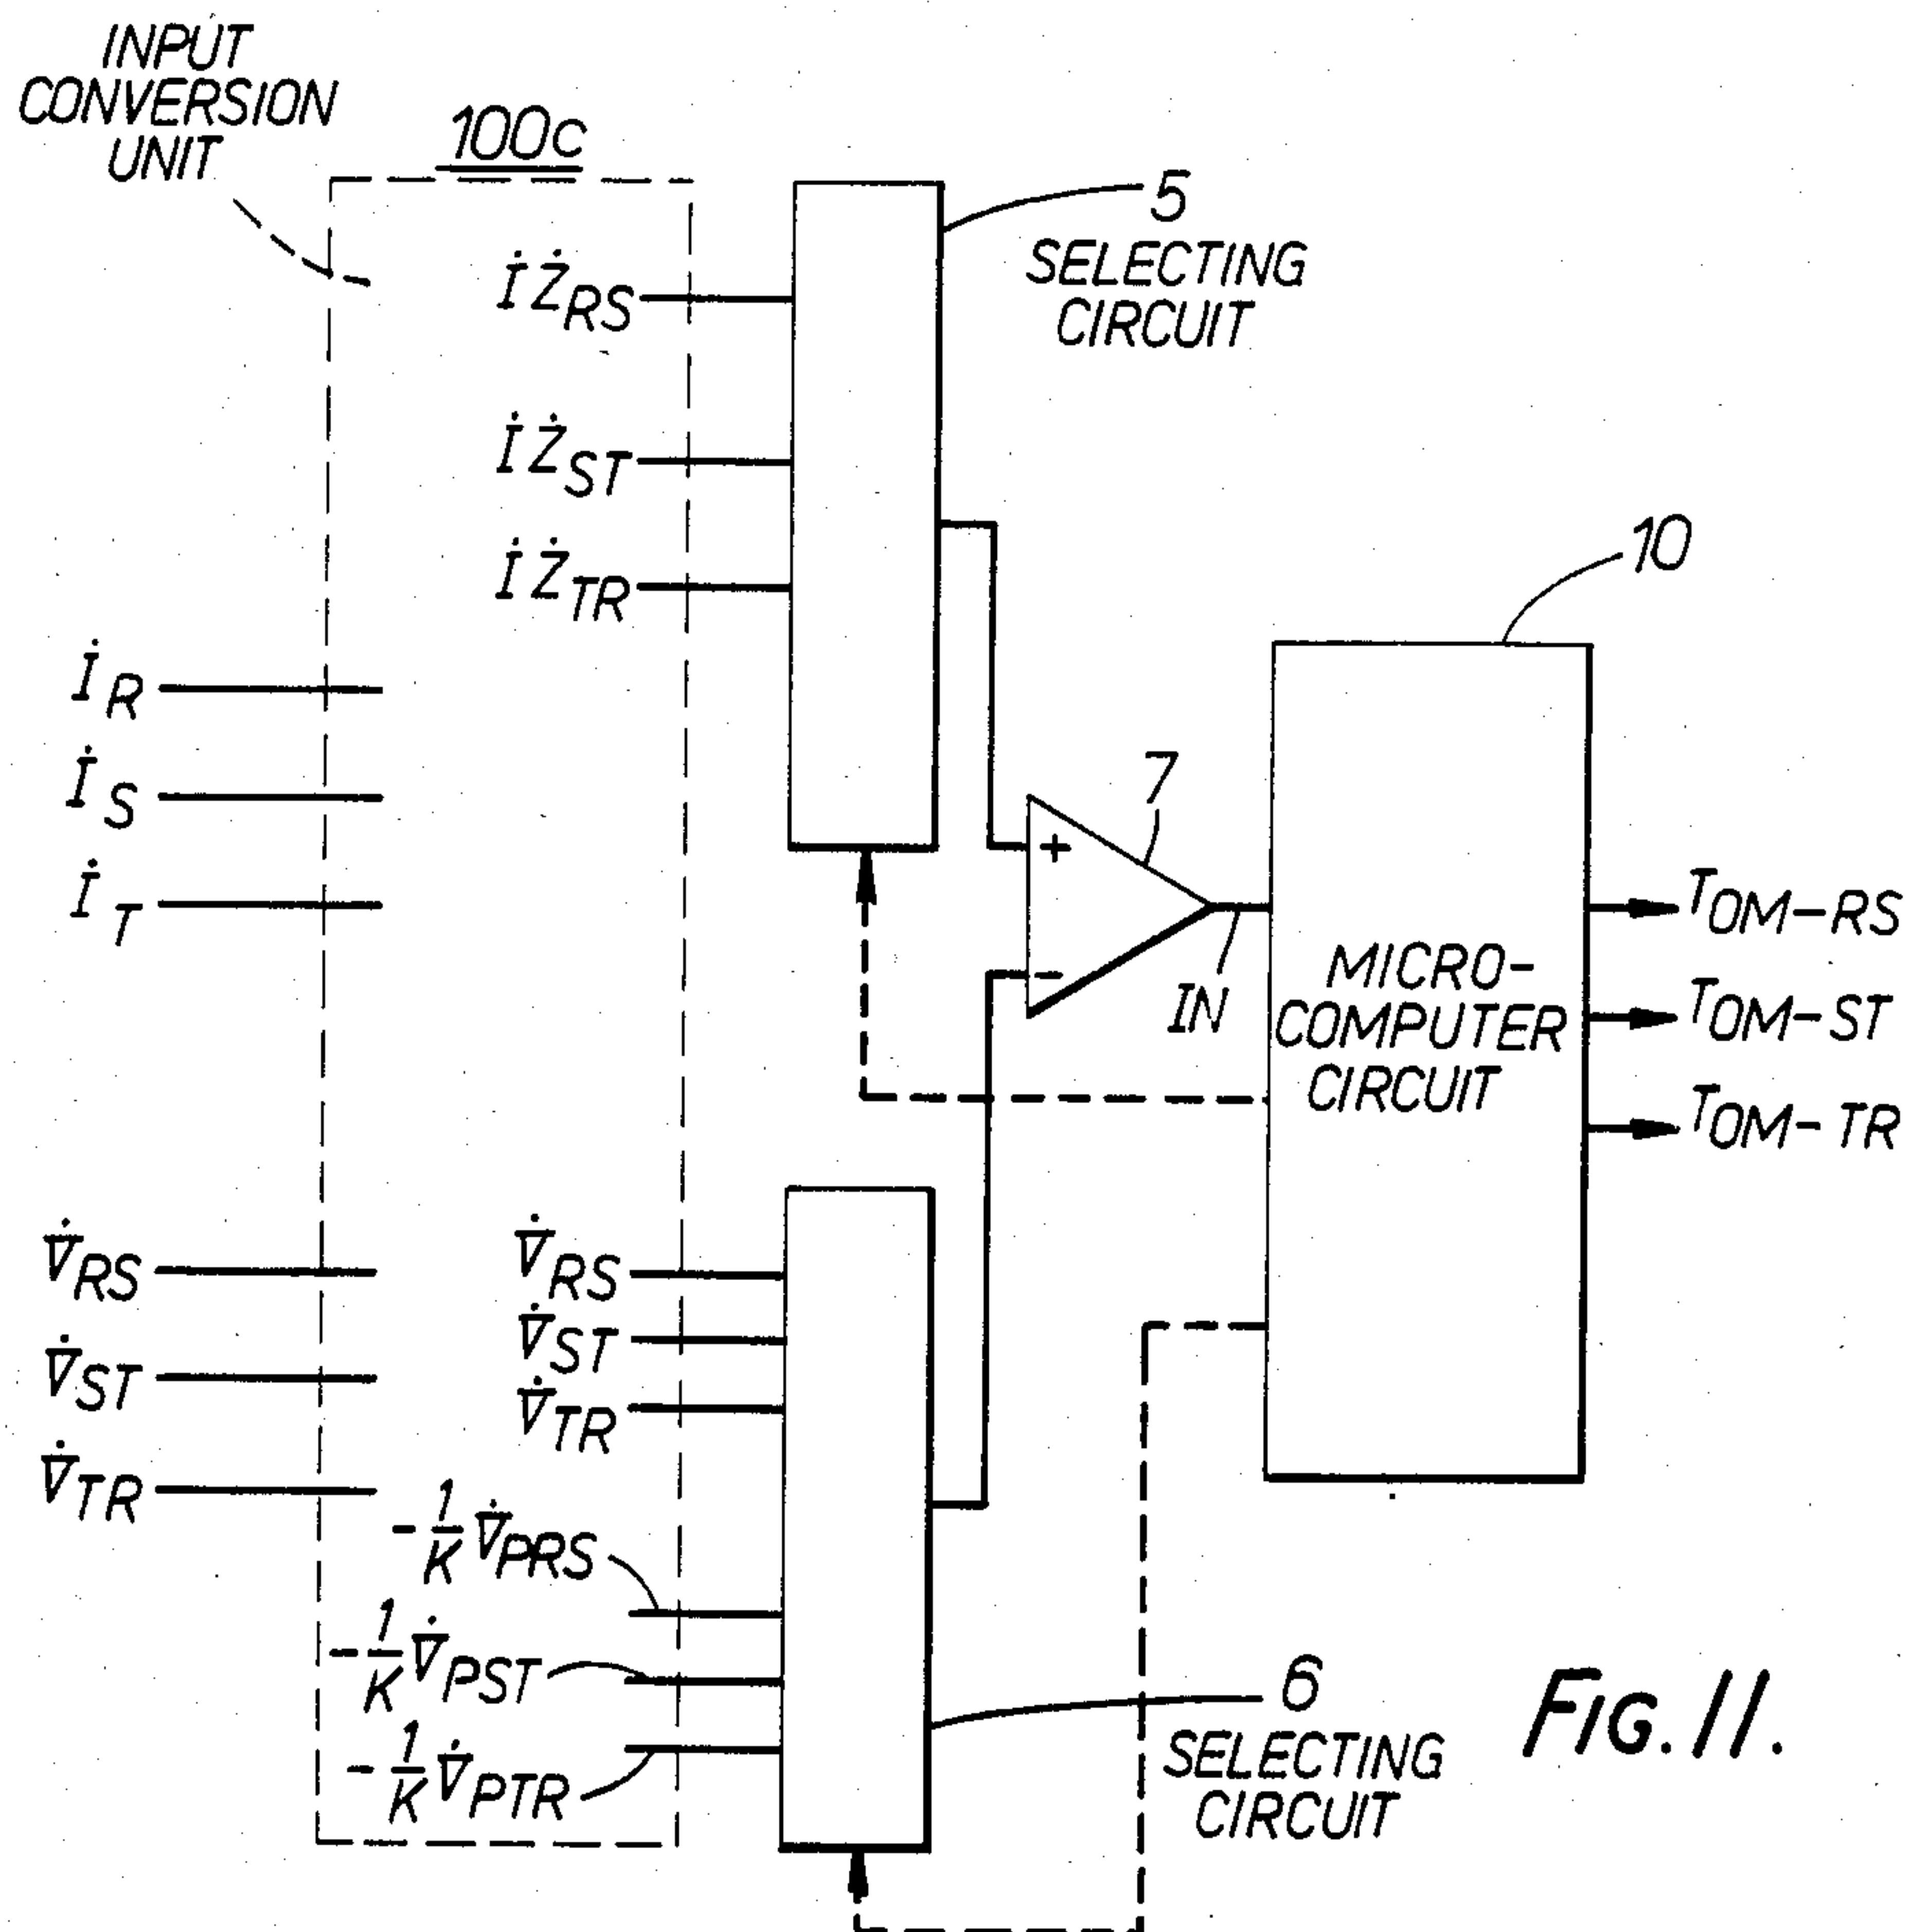 INPUT
CONVERSION
UNIT
100c
5
SELECTING
CIRCUIT
İŻRS
İŻST
İŻTR
10
İR
İS
İT
7
+
-
IN
MICRO-
COMPUTER
CIRCUIT
TOM-RS
TOM-ST
TOM-TR
V̇RS
V̇ST
V̇TR
V̇RS
V̇ST
V̇TR
-1/K V̇PRS
-1/K V̇PST
-1/K V̇PTR
6
SELECTING
CIRCUIT
FIG. 11.